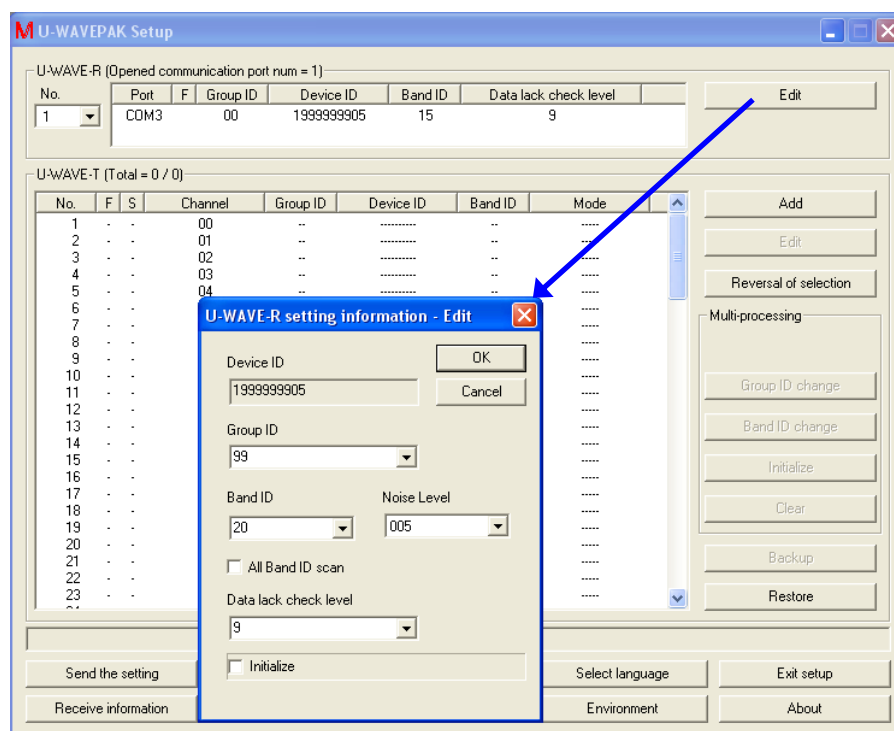 M U-WAVEPAK Setup
U-WAVE-R (Opened communication port num = 1)
No. Port F Group ID Device ID Band ID Data lack check level Edit
1 COM3 00 1999999905 15 9
U-WAVE-T (Total = 0 / 0)
No. F S Channel Group ID Device ID Band ID Mode Add
1 - - 00 -- ---------- -- -----
2 - - 01 -- ---------- -- ----- Edit
3 - - 02 -- ---------- -- -----
4 - - 03 -- ---------- -- -----
5 - - 04 ----- Reversal of selection
6 - - -----
7 - - ----- Multi-processing
8 - - -----
9 - - -----
10 - - -----
11 - - ----- Group ID change
12 - - -----
13 - - ----- Band ID change
14 - - -----
15 - - ----- Initialize
16 - - -----
17 - - -----
18 - - ----- Clear
19 - - -----
20 - - -----
21 - - ----- Backup
22 - - -----
23 - - ----- Restore
U-WAVE-R setting information - Edit
Device ID OK
1999999905 Cancel
Group ID
99
Band ID Noise Level
20 005
All Band ID scan
Data lack check level
9
Initialize
Send the setting Select language Exit setup
Receive information Environment About